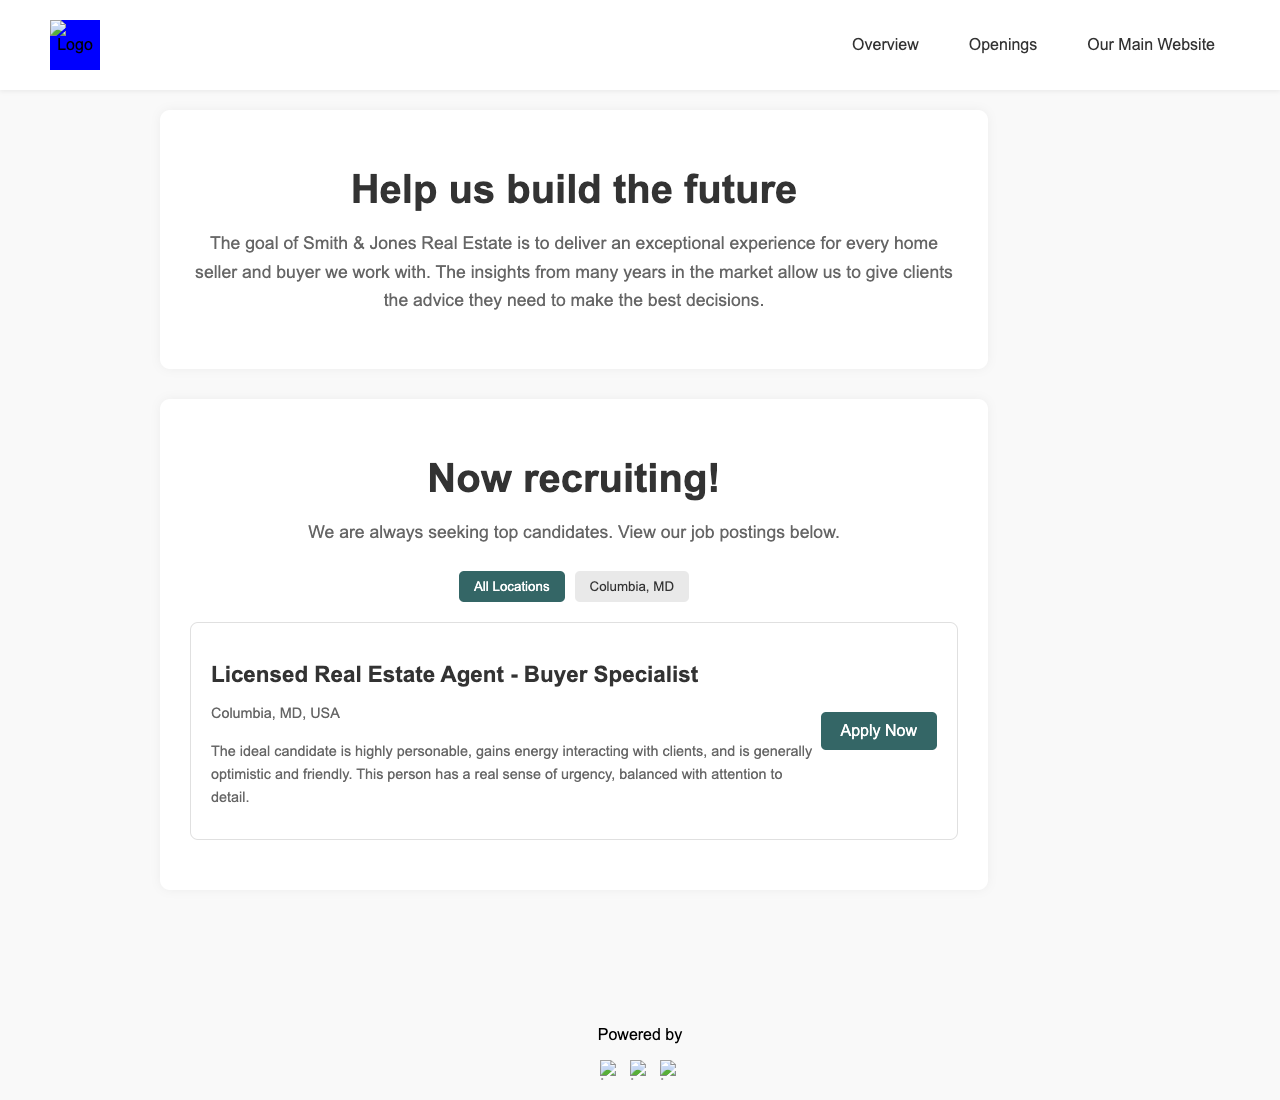 Logo
Overview
Openings
Our Main Website
Help us build the future
The goal of Smith & Jones Real Estate is to deliver an exceptional experience for every home
seller and buyer we work with. The insights from many years in the market allow us to give clients
the advice they need to make the best decisions.
Now recruiting!
We are always seeking top candidates. View our job postings below.
All Locations
Columbia, MD
Licensed Real Estate Agent - Buyer Specialist
Columbia, MD, USA
The ideal candidate is highly personable, gains energy interacting with clients, and is generally
optimistic and friendly. This person has a real sense of urgency, balanced with attention to
detail.
Apply Now
Powered by